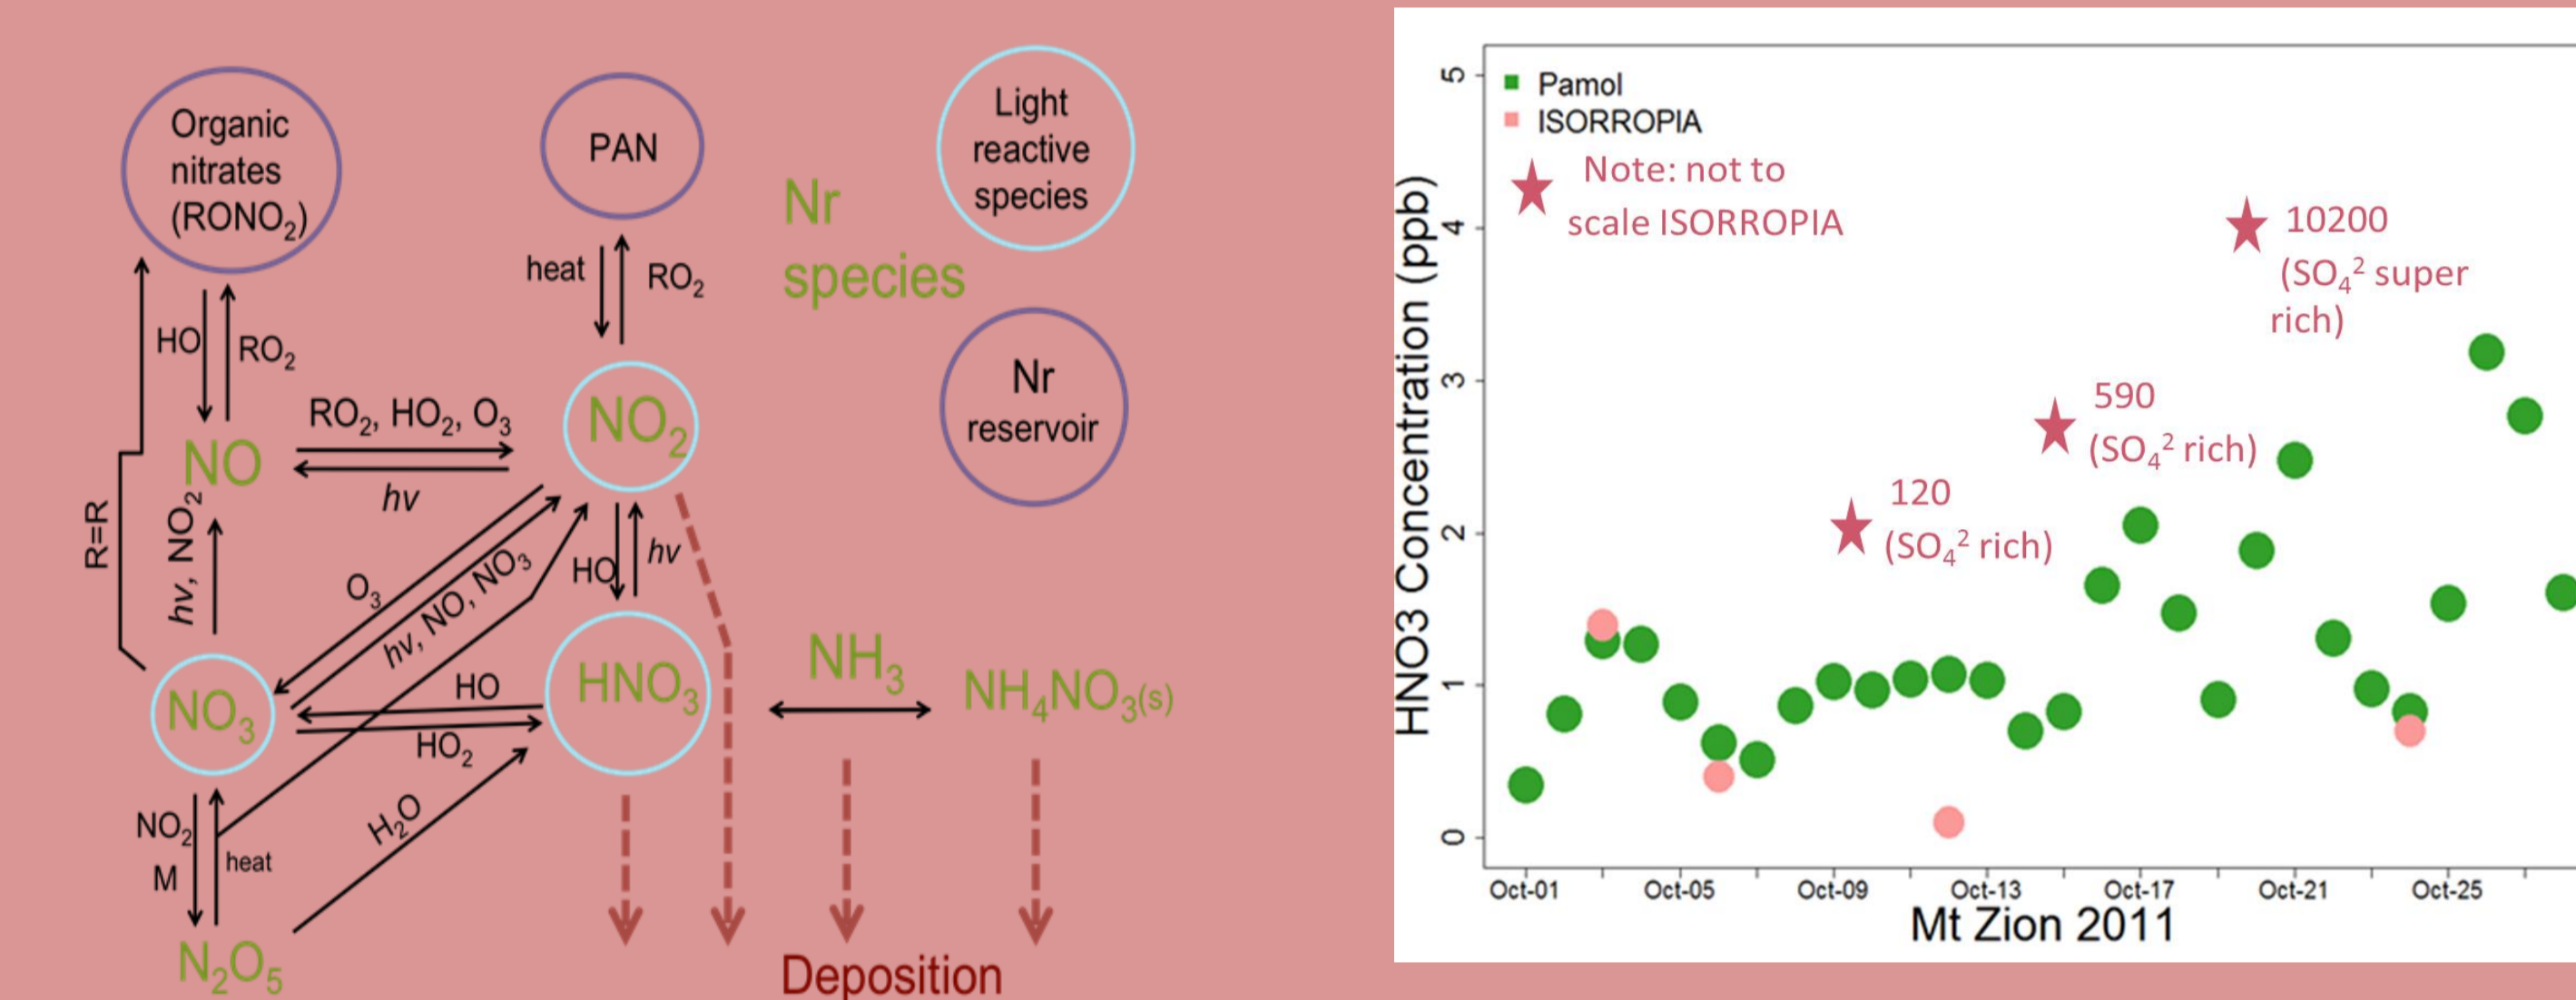 Organic
nitrates
(RONO₂)
PAN
Light
reactive
species
Nr
species
heat
RO₂
HO
RO₂
Nr
reservoir
RO₂, HO₂, O₃
NO
NO₂
hv
R=R
hv, NO₂
O₃
hv, NO, NO₃
HO
hv
NO₃
HO
HO₂
HNO₃
NH₃
NH₄NO₃(s)
NO₂
M
heat
H₂O
N₂O₅
Deposition
HNO3 Concentration (ppb)
5
4
3
2
1
0
Pamol
ISORROPIA
Note: not to
scale ISORROPIA
10200
(SO₄² super
rich)
590
(SO₄² rich)
120
(SO₄² rich)
Oct-01
Oct-05
Oct-09
Oct-13
Oct-17
Oct-21
Oct-25
Mt Zion 2011